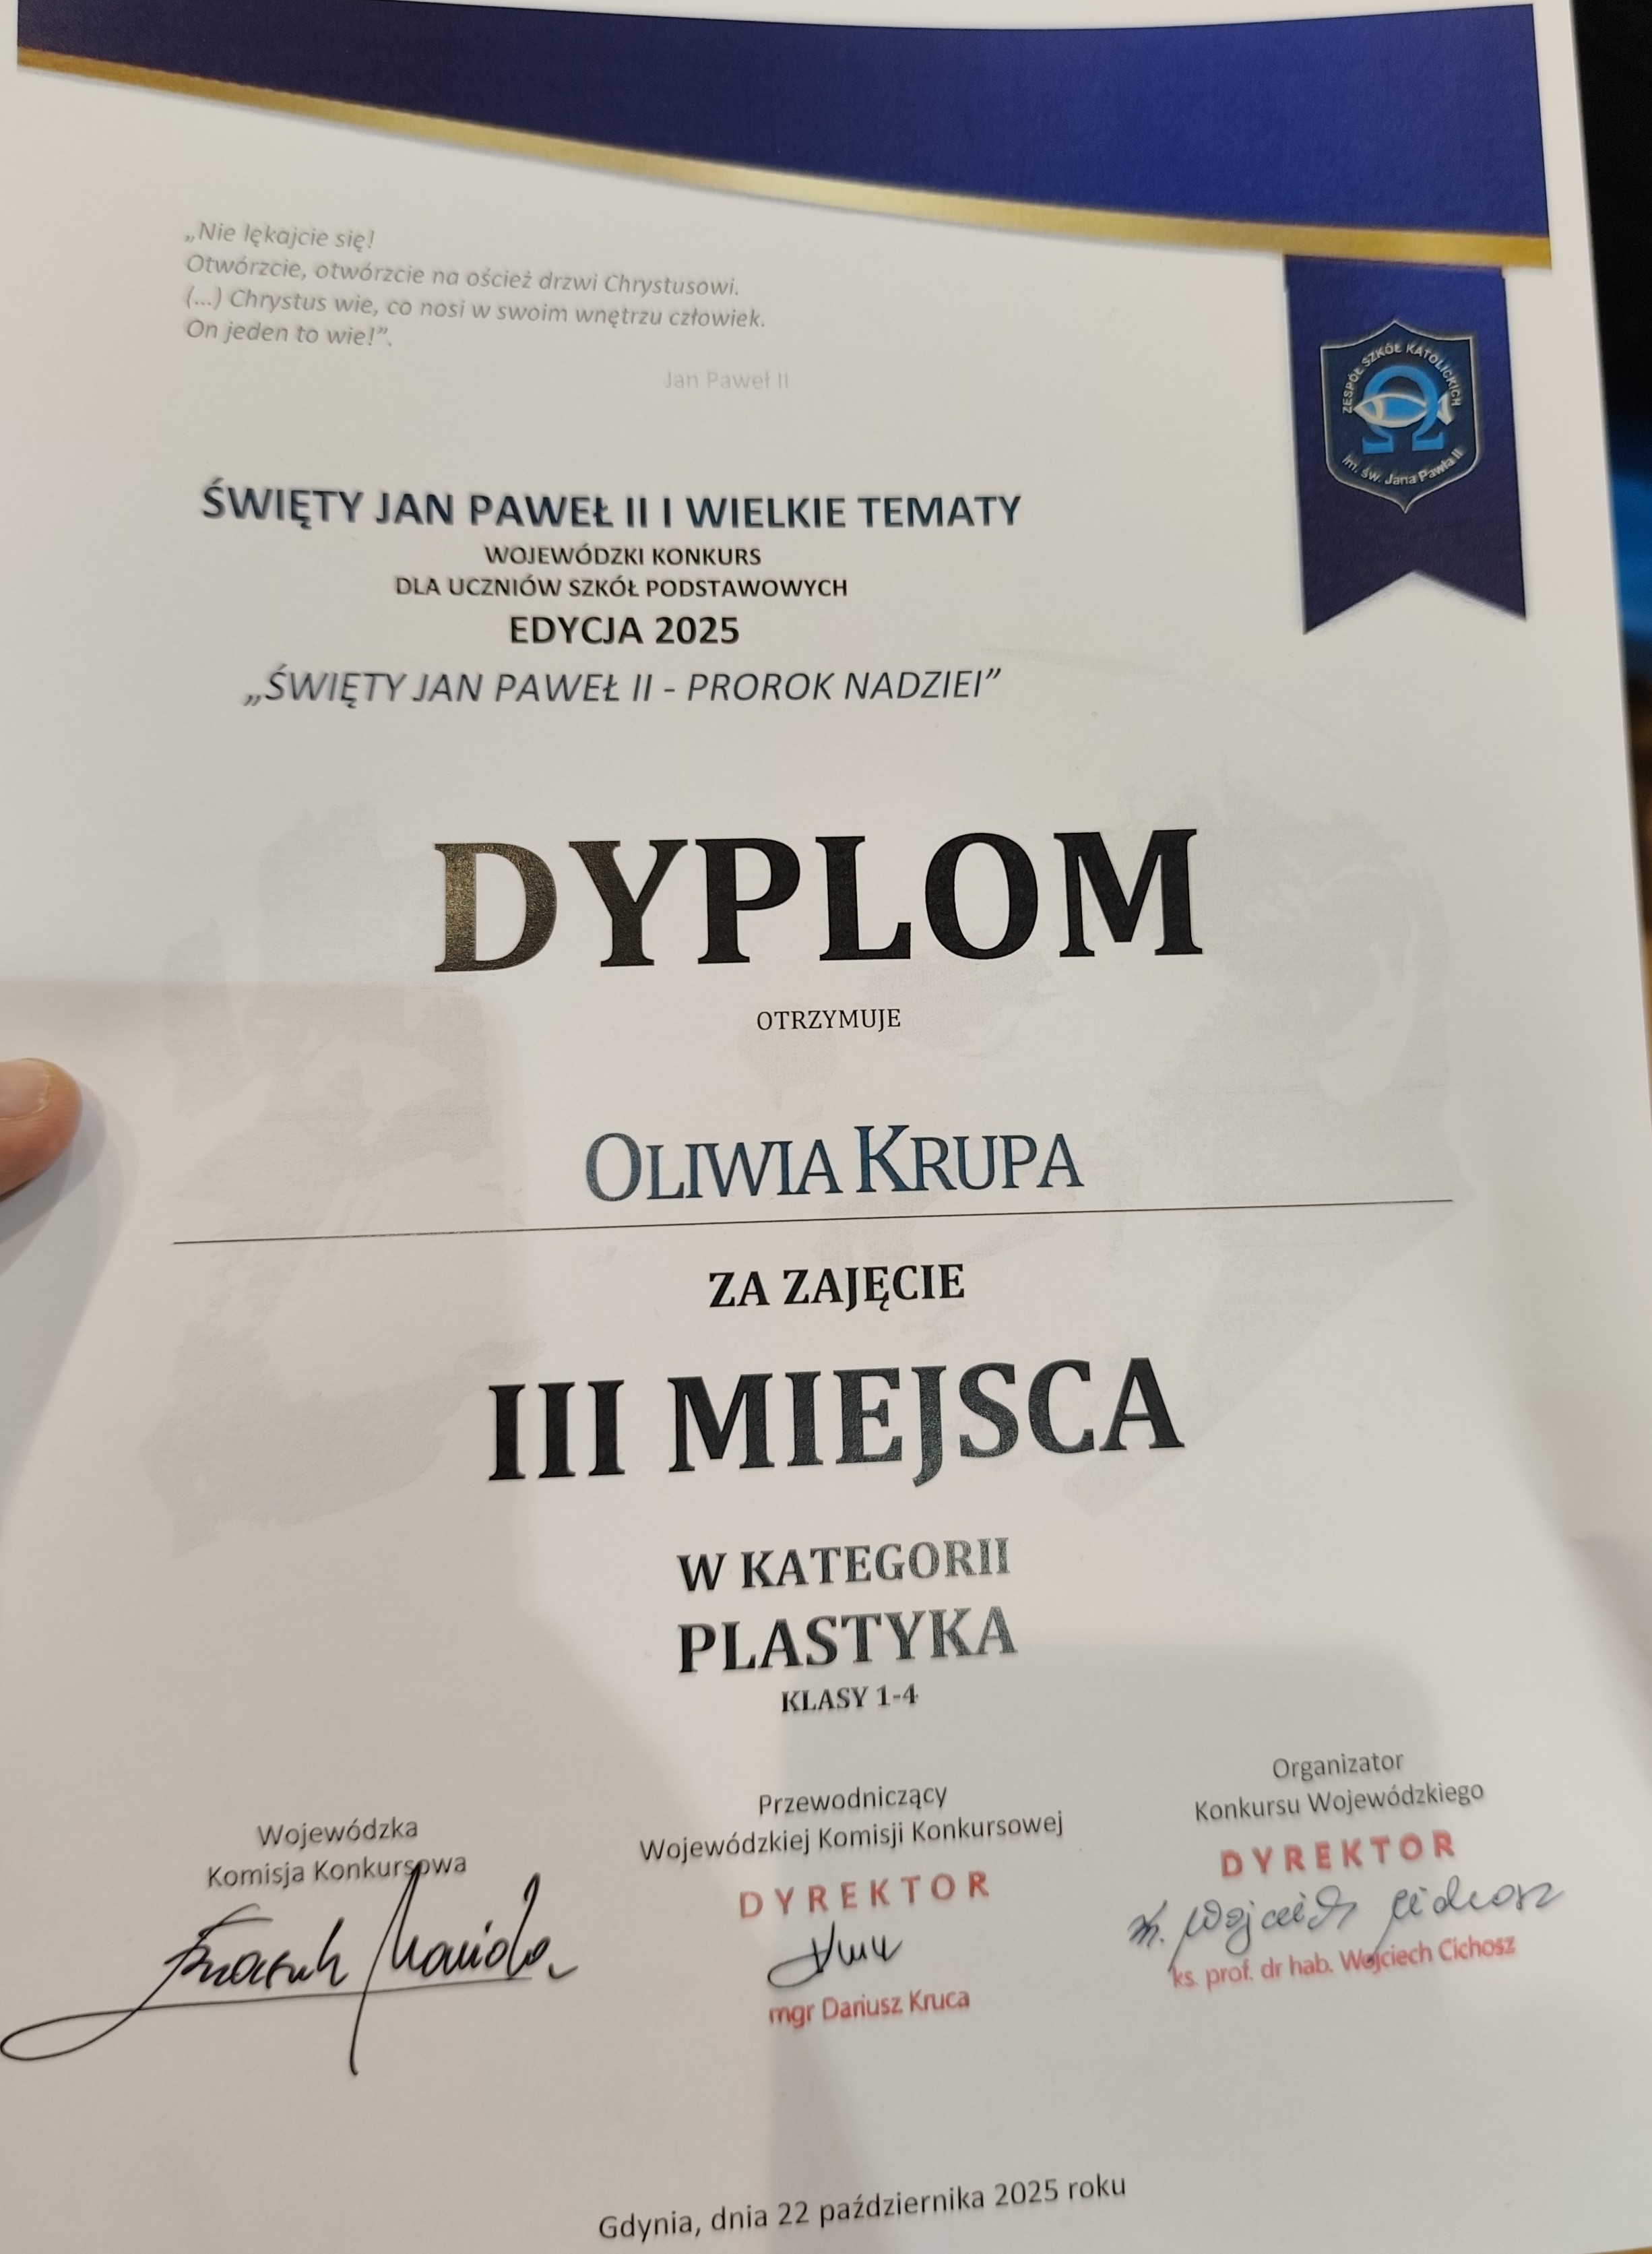 „Nie lękajcie się!
Otwórzcie, otwórzcie na oścież drzwi Chrystusowi.
(...) Chrystus wie, co nosi w swoim wnętrzu człowiek.
On jeden to wie!”.
Jan Paweł II
ZESPÓŁ SZKÓŁ KATOLICKICH
im. św. Jana Pawła II
ŚWIĘTY JAN PAWEŁ II I WIELKIE TEMATY
WOJEWÓDZKI KONKURS
DLA UCZNIÓW SZKÓŁ PODSTAWOWYCH
EDYCJA 2025
„ŚWIĘTY JAN PAWEŁ II - PROROK NADZIEI”
DYPLOM
OTRZYMUJE
OLIWIA KRUPA
ZA ZAJĘCIE
III MIEJSCA
W KATEGORII
PLASTYKA
KLASY 1-4
Wojewódzka
Komisja Konkursowa
Przewodniczący
Wojewódzkiej Komisji Konkursowej
DYREKTOR
mgr Dariusz Kruca
Organizator
Konkursu Wojewódzkiego
DYREKTOR
ks. Wojciech Cichosz
ks. prof. dr hab. Wojciech Cichosz
Gdynia, dnia 22 października 2025 roku